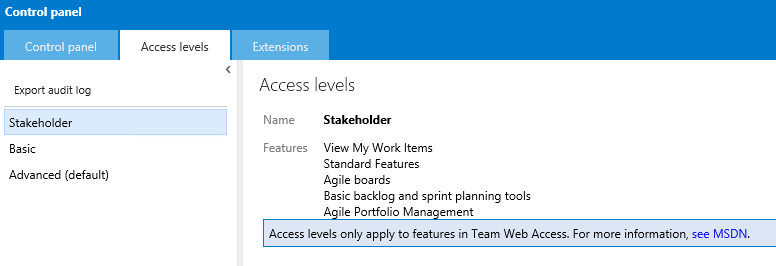 Control panel
Control panel
Access levels
Extensions
Export audit log
Stakeholder
Basic
Advanced (default)
Access levels
Name Stakeholder
Features View My Work Items
Standard Features
Agile boards
Basic backlog and sprint planning tools
Agile Portfolio Management
Access levels only apply to features in Team Web Access. For more information, see MSDN.